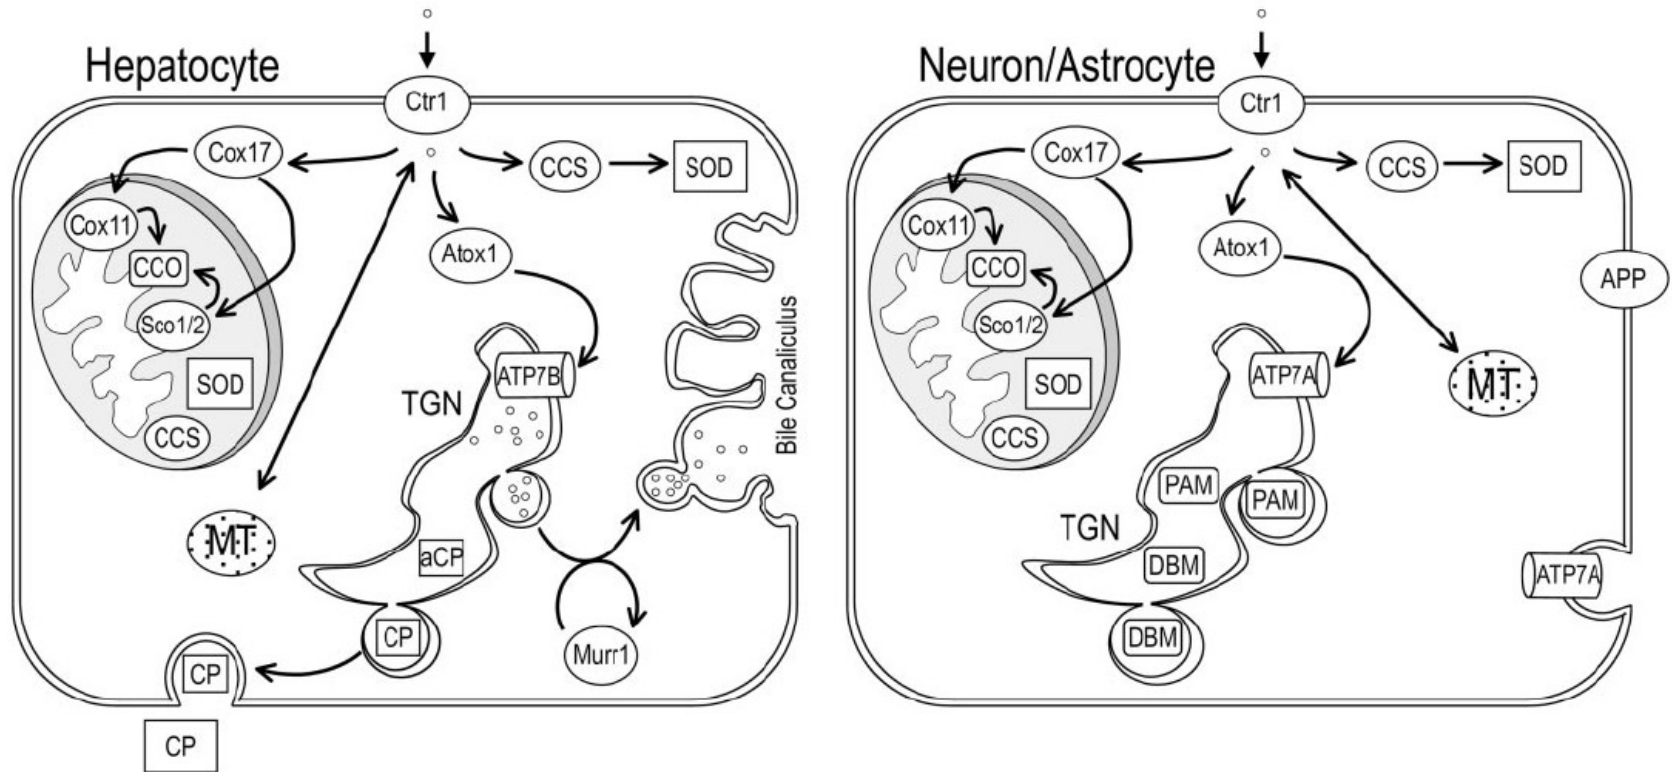 Hepatocyte
Ctr1
Cox17
CCS
SOD
Cox11
CCO
Sco1/2
SOD
CCS
Atox1
ATP7B
TGN
Bile Canaliculus
MT
aCP
CP
Murr1
CP
CP
Neuron/Astrocyte
Ctr1
Cox17
CCS
SOD
Cox11
CCO
Sco1/2
SOD
CCS
Atox1
APP
ATP7A
MT
PAM
PAM
TGN
DBM
DBM
ATP7A